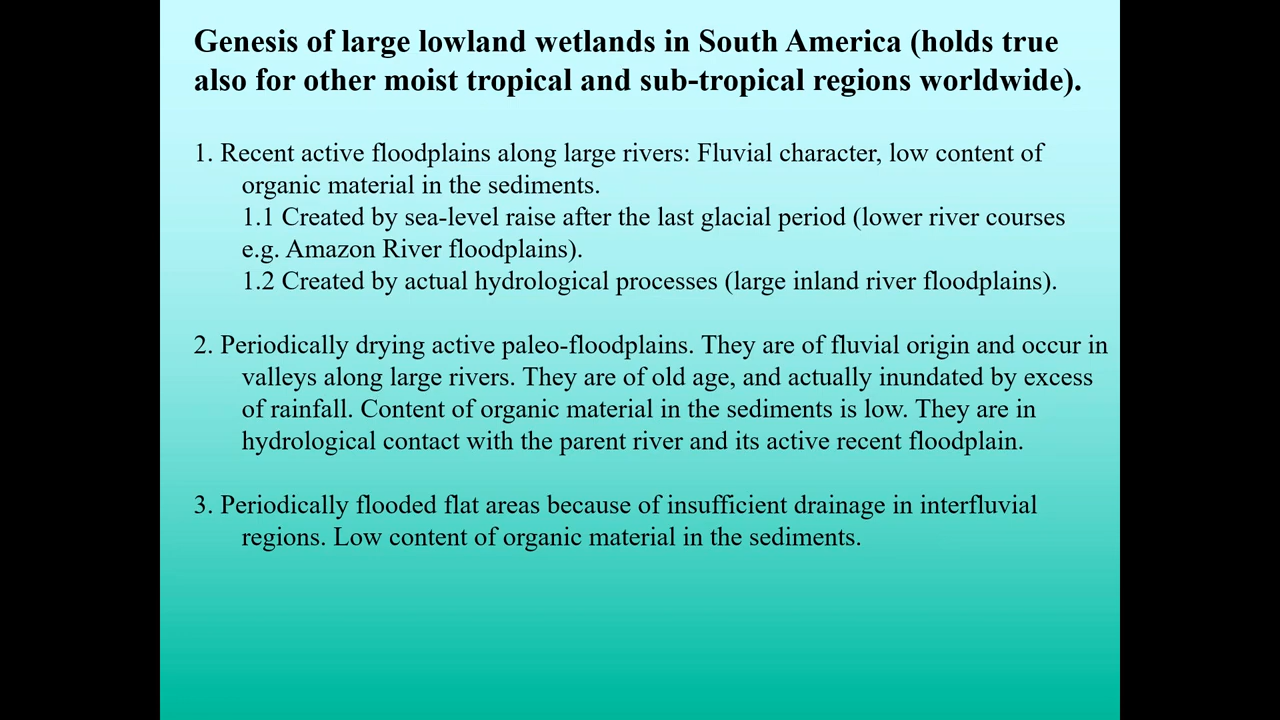 Genesis of large lowland wetlands in South America (holds true
also for other moist tropical and sub-tropical regions worldwide).
1. Recent active floodplains along large rivers: Fluvial character, low content of
organic material in the sediments.
1.1 Created by sea-level raise after the last glacial period (lower river courses
e.g. Amazon River floodplains).
1.2 Created by actual hydrological processes (large inland river floodplains).
2. Periodically drying active paleo-floodplains. They are of fluvial origin and occur in
valleys along large rivers. They are of old age, and actually inundated by excess
of rainfall. Content of organic material in the sediments is low. They are in
hydrological contact with the parent river and its active recent floodplain.
3. Periodically flooded flat areas because of insufficient drainage in interfluvial
regions. Low content of organic material in the sediments.